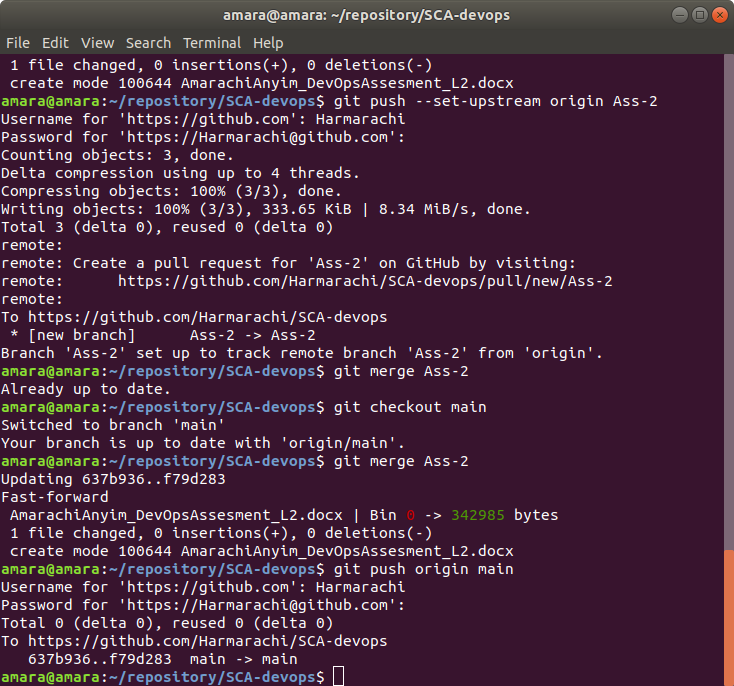 amara@amara: ~/repository/SCA-devops
File Edit View Search Terminal Help
 1 file changed, 0 insertions(+), 0 deletions(-)
 create mode 100644 AmarachiAnyim_DevOpsAssesment_L2.docx
amara@amara:~/repository/SCA-devops$ git push --set-upstream origin Ass-2
Username for 'https://github.com': Harmarachi
Password for 'https://Harmarachi@github.com':
Counting objects: 3, done.
Delta compression using up to 4 threads.
Compressing objects: 100% (3/3), done.
Writing objects: 100% (3/3), 333.65 KiB | 8.34 MiB/s, done.
Total 3 (delta 0), reused 0 (delta 0)
remote:
remote: Create a pull request for 'Ass-2' on GitHub by visiting:
remote:      https://github.com/Harmarachi/SCA-devops/pull/new/Ass-2
remote:
To https://github.com/Harmarachi/SCA-devops
 * [new branch]      Ass-2 -> Ass-2
Branch 'Ass-2' set up to track remote branch 'Ass-2' from 'origin'.
amara@amara:~/repository/SCA-devops$ git merge Ass-2
Already up to date.
amara@amara:~/repository/SCA-devops$ git checkout main
Switched to branch 'main'
Your branch is up to date with 'origin/main'.
amara@amara:~/repository/SCA-devops$ git merge Ass-2
Updating 637b936..f79d283
Fast-forward
 AmarachiAnyim_DevOpsAssesment_L2.docx | Bin 0 -> 342985 bytes
 1 file changed, 0 insertions(+), 0 deletions(-)
 create mode 100644 AmarachiAnyim_DevOpsAssesment_L2.docx
amara@amara:~/repository/SCA-devops$ git push origin main
Username for 'https://github.com': Harmarachi
Password for 'https://Harmarachi@github.com':
Total 0 (delta 0), reused 0 (delta 0)
To https://github.com/Harmarachi/SCA-devops
   637b936..f79d283  main -> main
amara@amara:~/repository/SCA-devops$